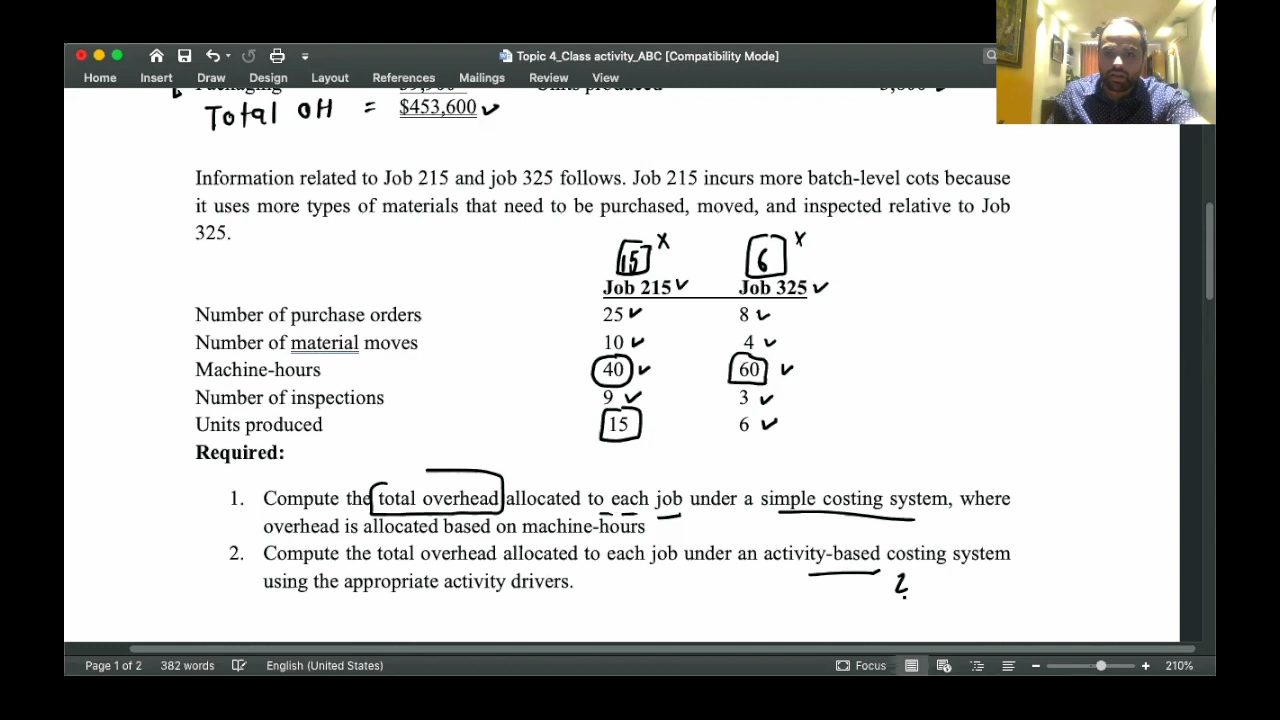 Topic 4_Class activity_ABC [Compatibility Mode]
Home Insert Draw Design Layout References Mailings Review View
Packaging 39,900 Units produced
Total OH = $453,600
Information related to Job 215 and job 325 follows. Job 215 incurs more batch-level cots because
it uses more types of materials that need to be purchased, moved, and inspected relative to Job
325.
15 x 6 x
Job 215 Job 325
Number of purchase orders 25 8
Number of material moves 10 4
Machine-hours 40 60
Number of inspections 9 3
Units produced 15 6
Required:
1. Compute the total overhead allocated to each job under a simple costing system, where
overhead is allocated based on machine-hours
2. Compute the total overhead allocated to each job under an activity-based costing system
using the appropriate activity drivers. ?
Page 1 of 2 382 words English (United States) Focus 210%